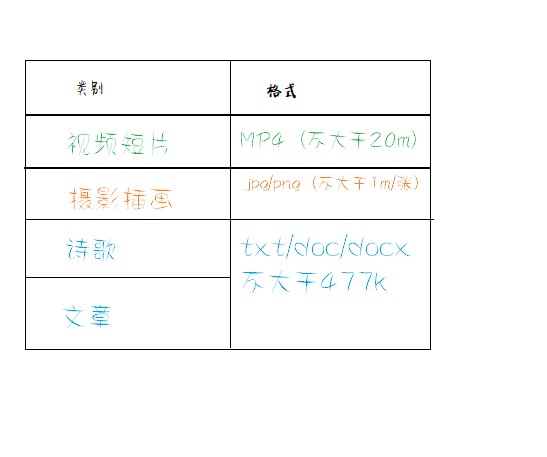 类别
格式
视频短片
MP4（不大于20m）
摄影插画
jpg/png（不大于1m/张）
诗歌
txt/doc/docx
不大于477k
文章